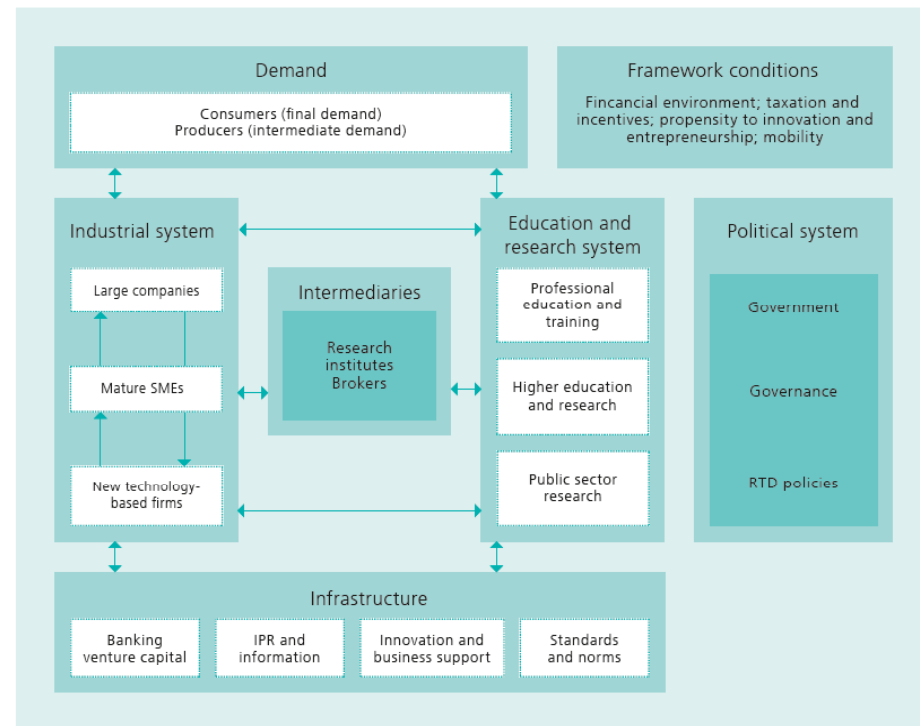 Demand
Consumers (final demand)
Producers (intermediate demand)
Framework conditions
Fincancial environment; taxation and
incentives; propensity to innovation and
entrepreneurship; mobility
Industrial system
Large companies
Mature SMEs
New technology-
based firms
Intermediaries
Research
institutes
Brokers
Education and
research system
Professional
education and
training
Higher education
and research
Public sector
research
Political system
Government
Governance
RTD policies
Infrastructure
Banking
venture capital
IPR and
information
Innovation and
business support
Standards
and norms